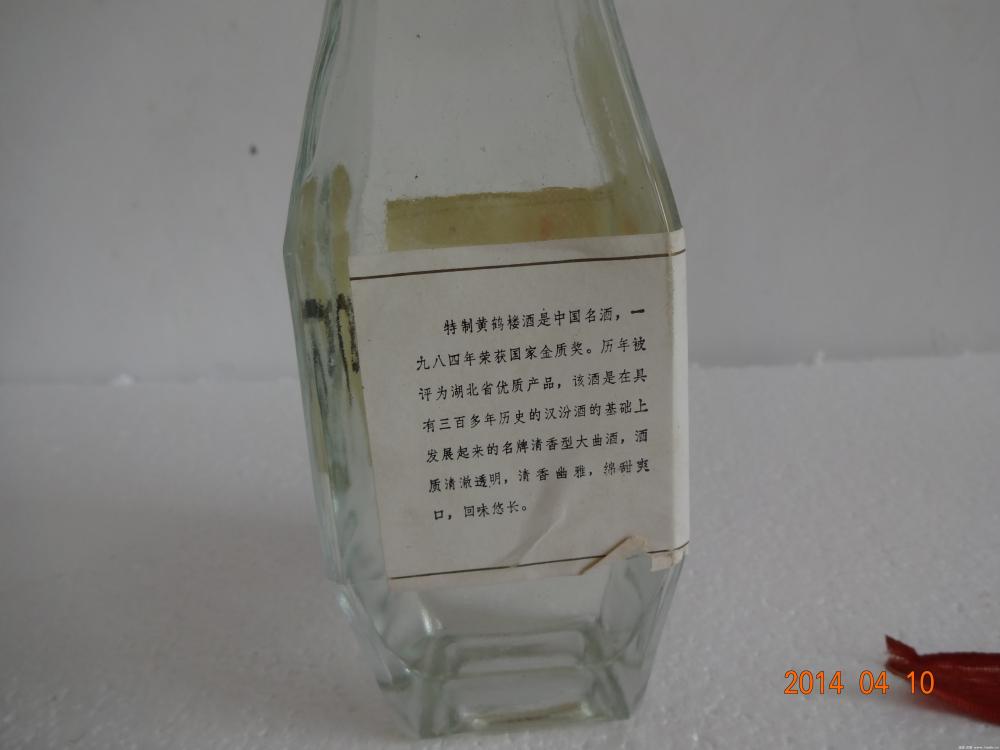 特制黄鹤楼酒是中国名酒，一
九八四年荣获国家金质奖。历年被
评为湖北省优质产品，该酒是在具
有三百多年历史的汉汾酒的基础上
发展起来的名牌清香型大曲酒，酒
质清澈透明，清香幽雅，绵甜爽
口，回味悠长。
2014 04 10